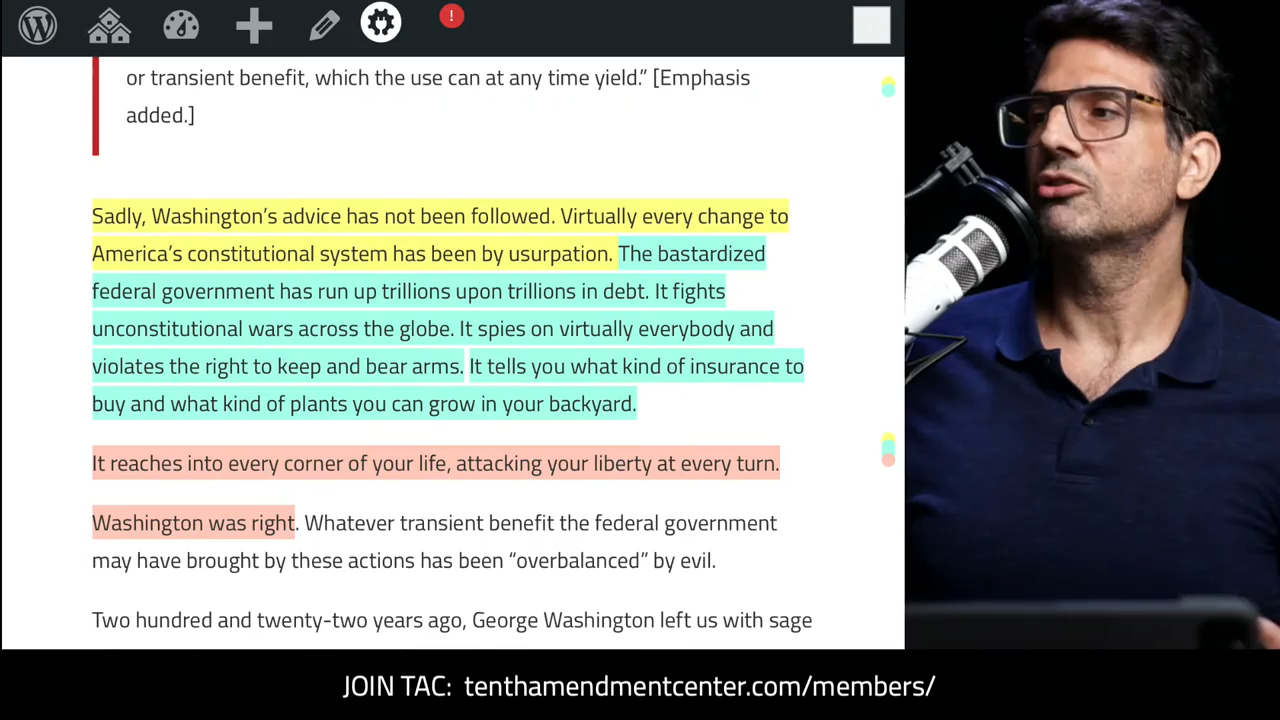 !
or transient benefit, which the use can at any time yield.” [Emphasis
added.]
Sadly, Washington’s advice has not been followed. Virtually every change to
America’s constitutional system has been by usurpation. The bastardized
federal government has run up trillions upon trillions in debt. It fights
unconstitutional wars across the globe. It spies on virtually everybody and
violates the right to keep and bear arms. It tells you what kind of insurance to
buy and what kind of plants you can grow in your backyard.
It reaches into every corner of your life, attacking your liberty at every turn.
Washington was right. Whatever transient benefit the federal government
may have brought by these actions has been “overbalanced” by evil.
Two hundred and twenty-two years ago, George Washington left us with sage
JOIN TAC: tenthamendmentcenter.com/members/